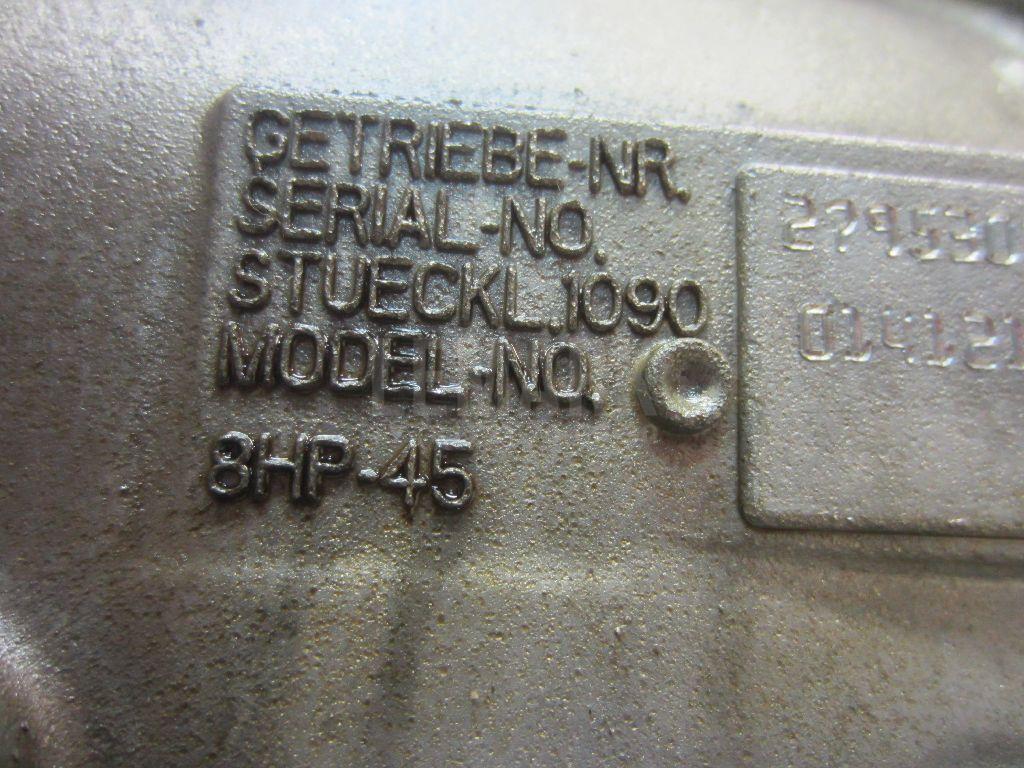 GETRIEBE-NR.
SERIAL-NO.
STUECKL.1090
MODEL-NO.
8HP-45